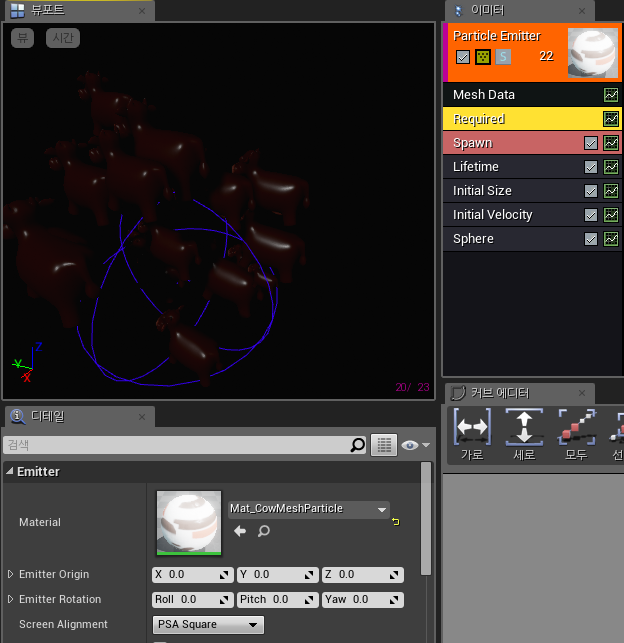 뷰포트
뷰
시간
Z
Y
X
20/ 23
이미터
Particle Emitter
S
22
Mesh Data
Required
Spawn
Lifetime
Initial Size
Initial Velocity
Sphere
커브 에디터
가로
세로
모두
선
디테일
검색
Emitter
Material
Mat_CowMeshParticle
Emitter Origin
X 0.0
Y 0.0
Z 0.0
Emitter Rotation
Roll 0.0
Pitch 0.0
Yaw 0.0
Screen Alignment
PSA Square